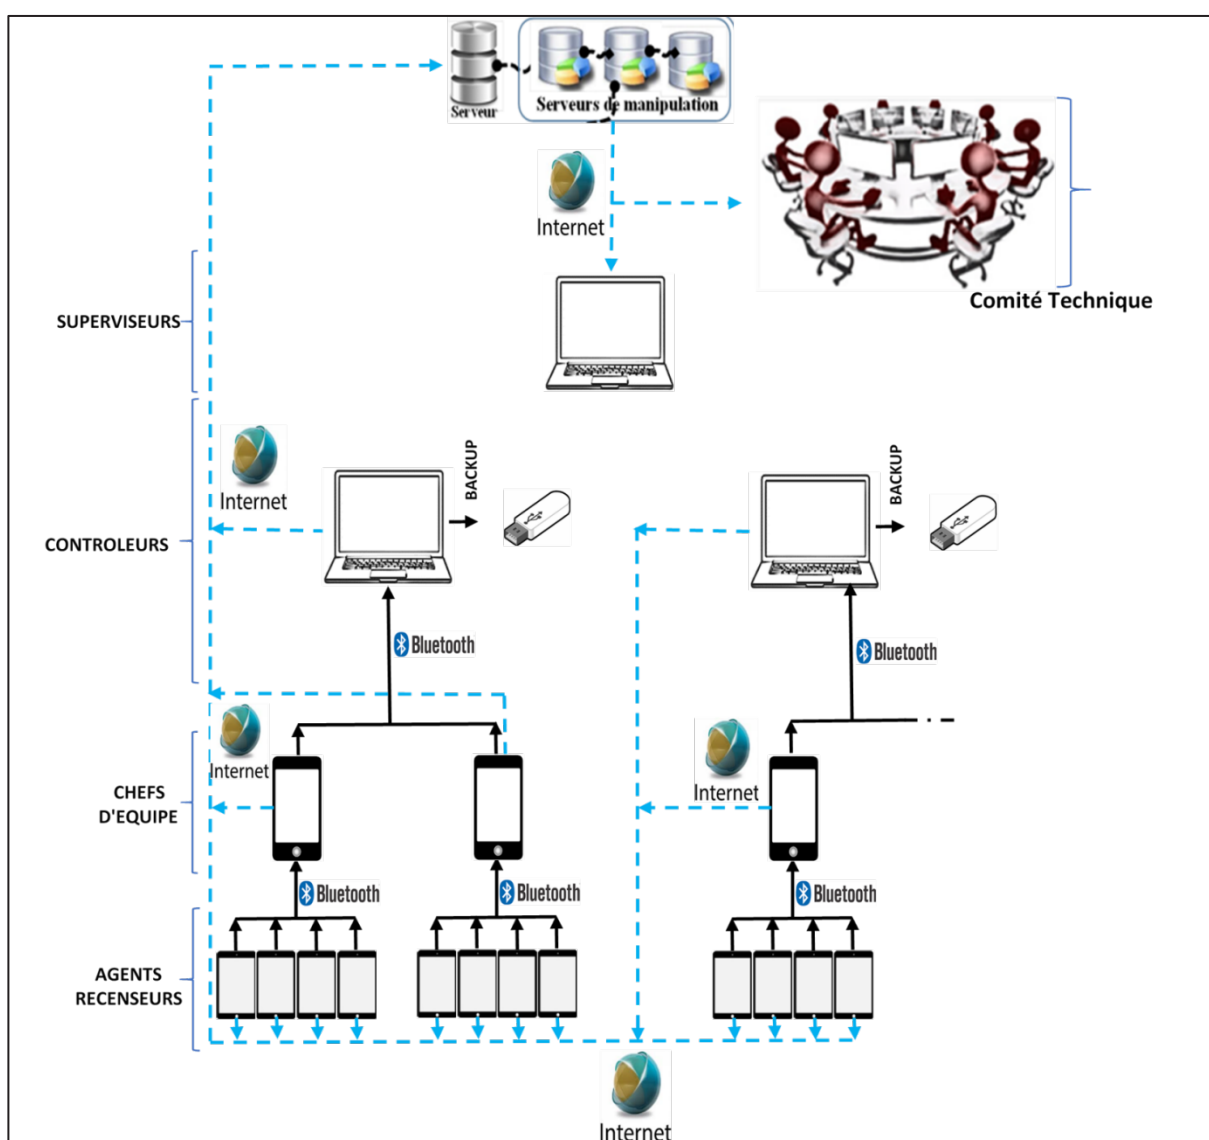 Serveur
Serveurs de manipulation
Internet
Comité Technique
SUPERVISEURS
Internet
BACKUP
BACKUP
CONTROLEURS
Bluetooth
Bluetooth
Internet
Internet
CHEFS
D'EQUIPE
Bluetooth
Bluetooth
Bluetooth
AGENTS
RECENSEURS
Internet